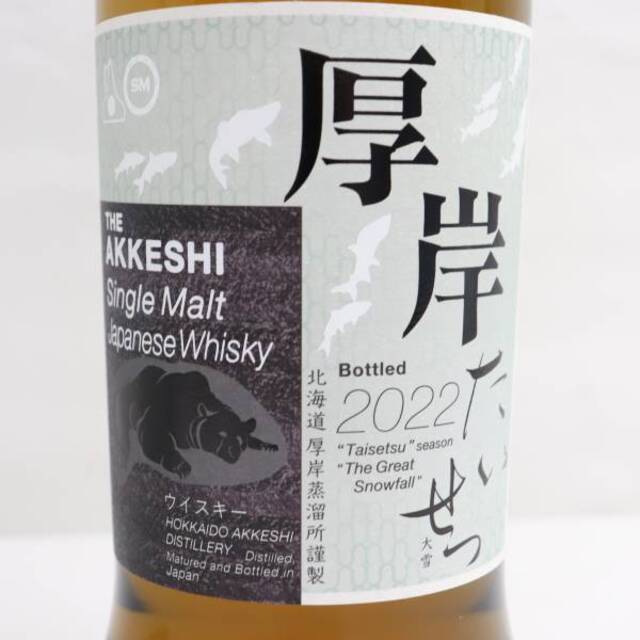 SM
厚岸
THE
AKKESHI
Single Malt
Japanese Whisky
Bottled
2022
"Taisetsu" season
"The Great
Snowfall"
たいせつ
大雪
北海道 厚岸蒸溜所謹製
ウイスキー
HOKKAIDO AKKESHI
DISTILLERY Distilled,
Matured and Bottled in
Japan